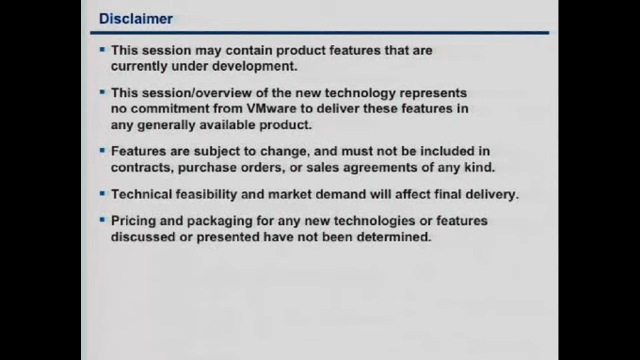 Disclaimer
This session may contain product features that are
currently under development.
This session/overview of the new technology represents
no commitment from VMware to deliver these features in
any generally available product.
Features are subject to change, and must not be included in
contracts, purchase orders, or sales agreements of any kind.
Technical feasibility and market demand will affect final delivery.
Pricing and packaging for any new technologies or features
discussed or presented have not been determined.